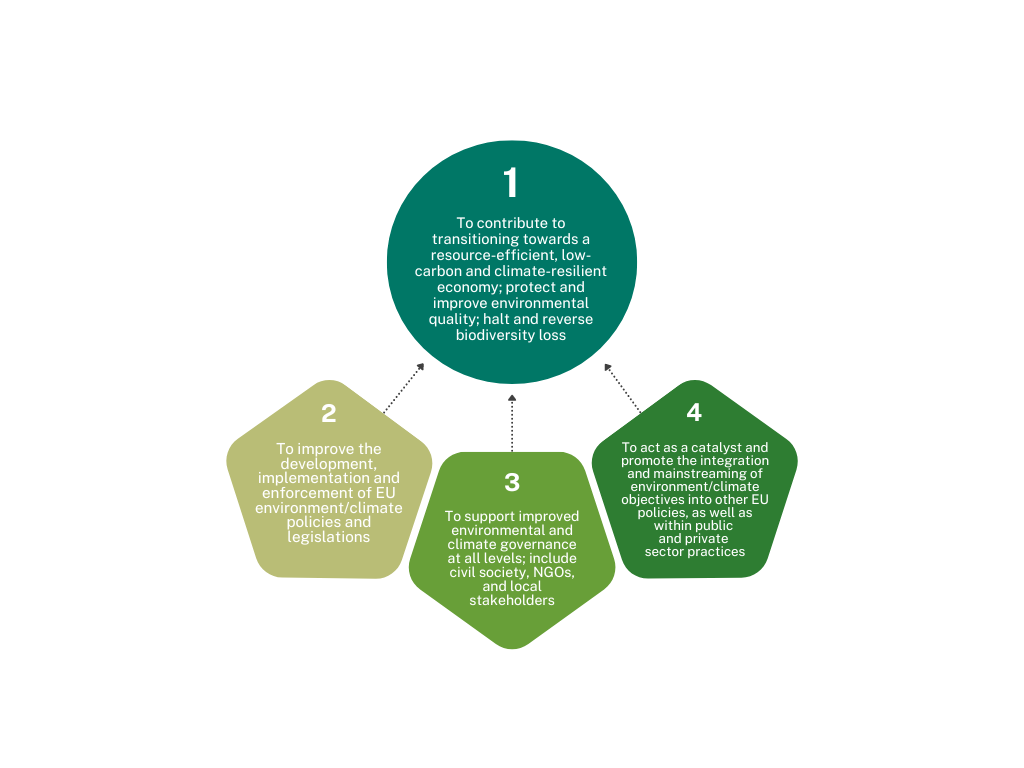 1
To contribute to
transitioning towards a
resource-efficient, low-
carbon and climate-resilient
economy; protect and
improve environmental
quality; halt and reverse
biodiversity loss
2
To improve the
development,
implementation and
enforcement of EU
environment/climate
policies and
legislations
3
To support improved
environmental and
climate governance
at all levels; include
civil society, NGOs,
and local
stakeholders
4
To act as a catalyst and
promote the integration
and mainstreaming of
environment/climate
objectives into other EU
policies, as well as
within public
and private
sector practices